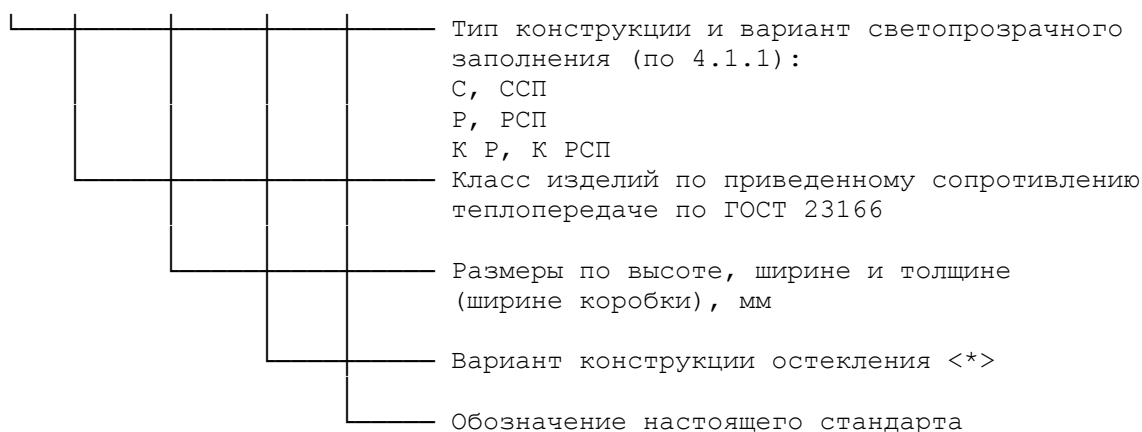 Тип конструкции и вариант светопрозрачного
заполнения (по 4.1.1):
С, ССП
Р, РСП
К Р, К РСП
Класс изделий по приведенному сопротивлению
теплопередаче по ГОСТ 23166
Размеры по высоте, ширине и толщине
(ширине коробки), мм
Вариант конструкции остекления <*>
Обозначение настоящего стандарта